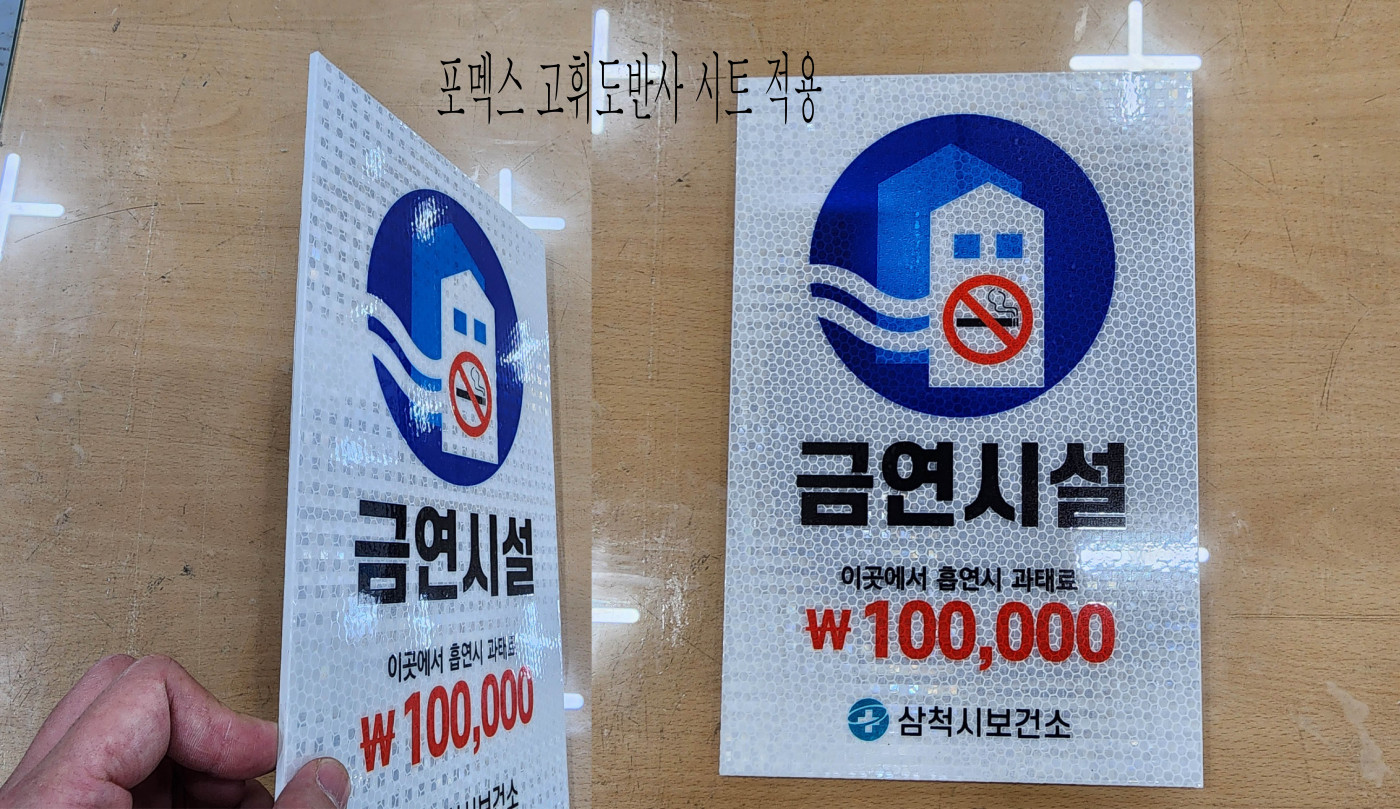 포멕스 고휘도반사 시트 적용
금연시설
이곳에서 흡연시 과태료
₩100,000
금연시설
이곳에서 흡연시 과태료
₩100,000
삼척시보건소